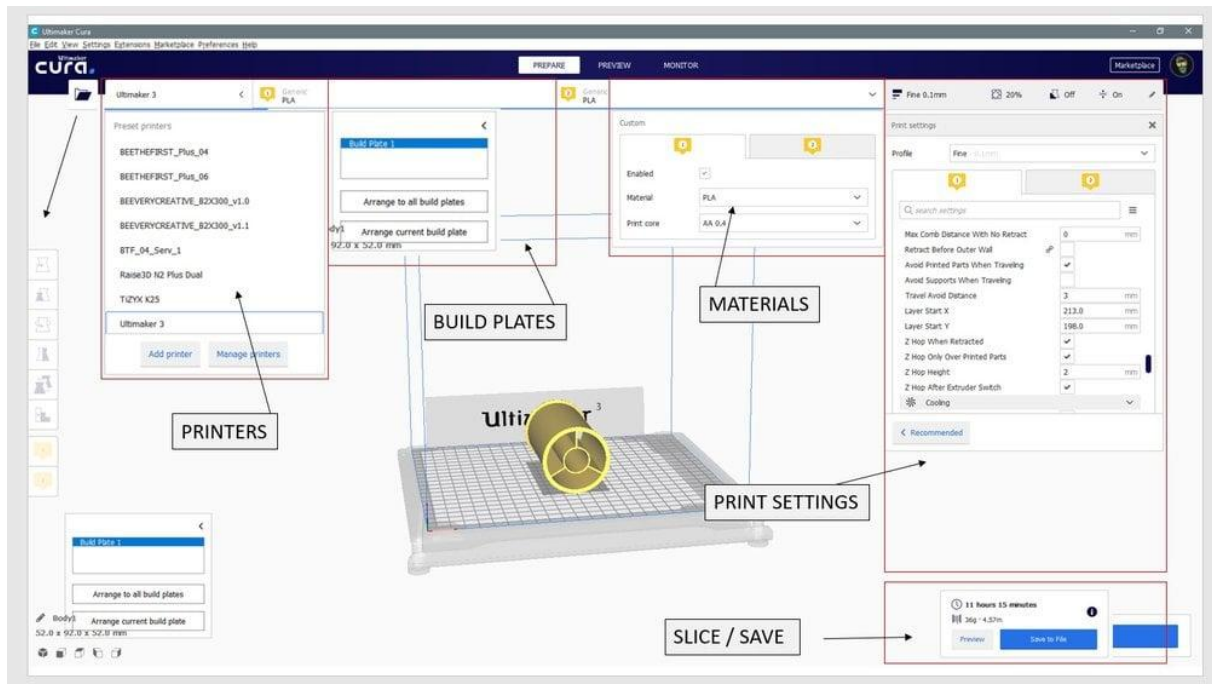 Ultimaker Cura
File Edit View Settings Extensions Marketplace Preferences Help
Ultimaker
cura.
PREPARE PREVIEW MONITOR
Marketplace
Ultimaker 3
Generic
PLA
Generic
PLA
Fine 0.1mm 20% Off On
Preset printers
BEETHEFIRST_Plus_04
BEETHEFIRST_Plus_06
BEEVERYCREATIVE_B2X300_v1.0
BEEVERYCREATIVE_B2X300_v1.1
BTF_04_Serv_1
Raise3D N2 Plus Dual
TiZYX K25
Ultimaker 3
Add printer Manage printers
PRINTERS
Build Plate 1
Arrange to all build plates
Arrange current build plate
92.0 x 52.0 mm
BUILD PLATES
Custom
Enabled
Material PLA
Print core AA 0.4
MATERIALS
Print settings
Profile Fine 0.1mm
search settings
Max Comb Distance With No Retract 0 mm
Retract Before Outer Wall
Avoid Printed Parts When Traveling
Avoid Supports When Traveling
Travel Avoid Distance 3 mm
Layer Start X 213.0 mm
Layer Start Y 198.0 mm
Z Hop When Retracted
Z Hop Only Over Printed Parts
Z Hop Height 2 mm
Z Hop After Extruder Switch
Cooling
Recommended
PRINT SETTINGS
3
Build Plate 1
Arrange to all build plates
Arrange current build plate
Body1
52.0 x 92.0 x 52.0 mm
SLICE / SAVE
11 hours 15 minutes
36g · 4.57m
Preview Save to File